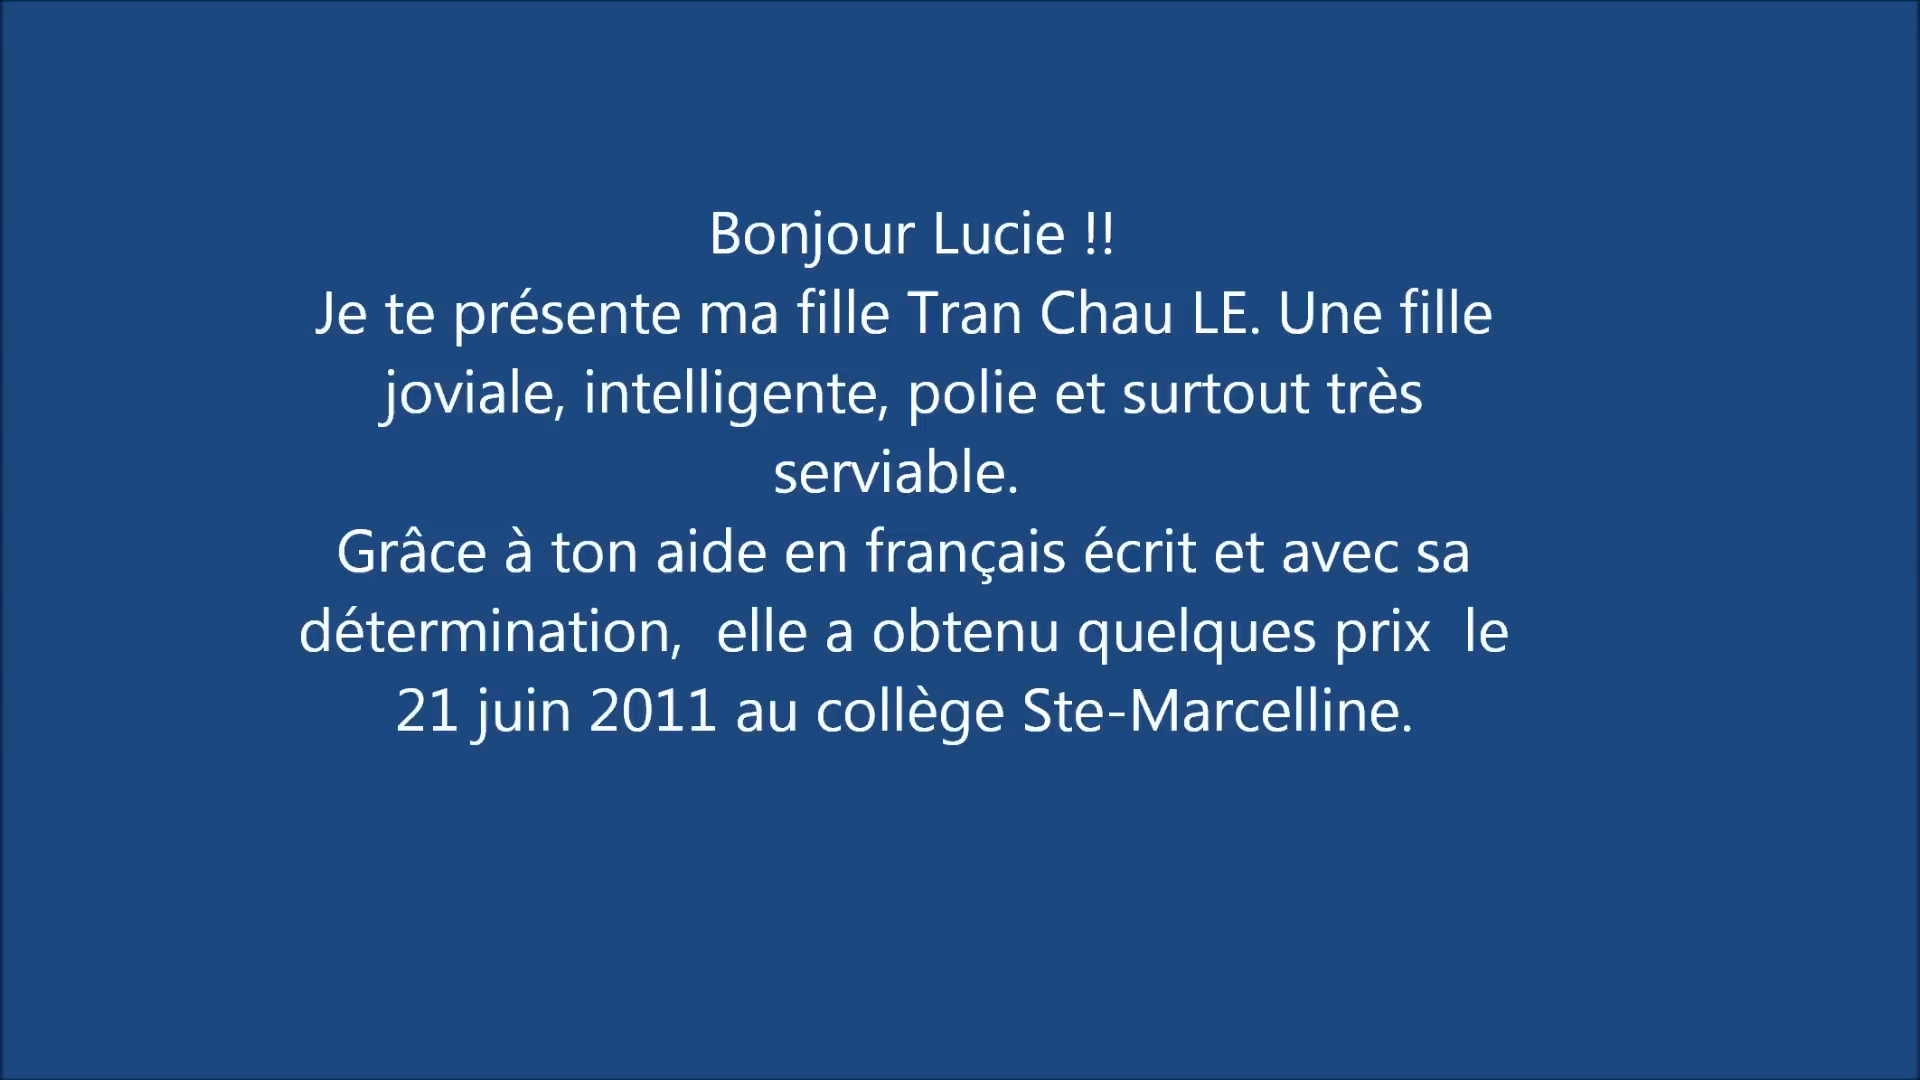 Bonjour Lucie !!
Je te présente ma fille Tran Chau LE. Une fille
joviale, intelligente, polie et surtout très
serviable.
Grâce à ton aide en français écrit et avec sa
détermination,  elle a obtenu quelques prix  le
21 juin 2011 au collège Ste-Marcelline.